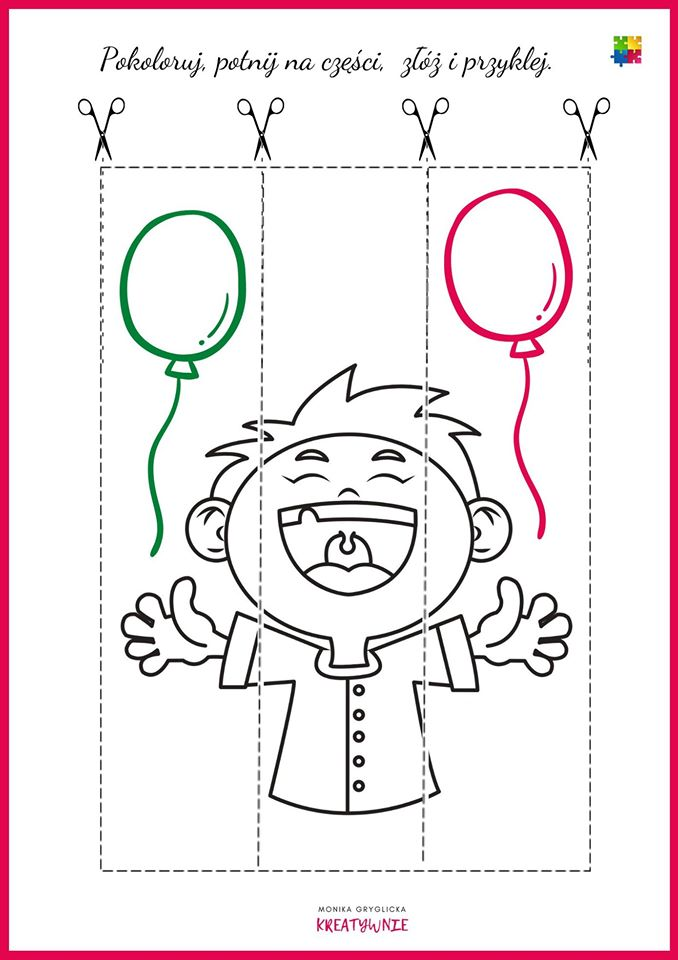 Pokoloruj, potnij na części, złóż i przyklej.
MONIKA GRYGLICKA
KREATYWNIE